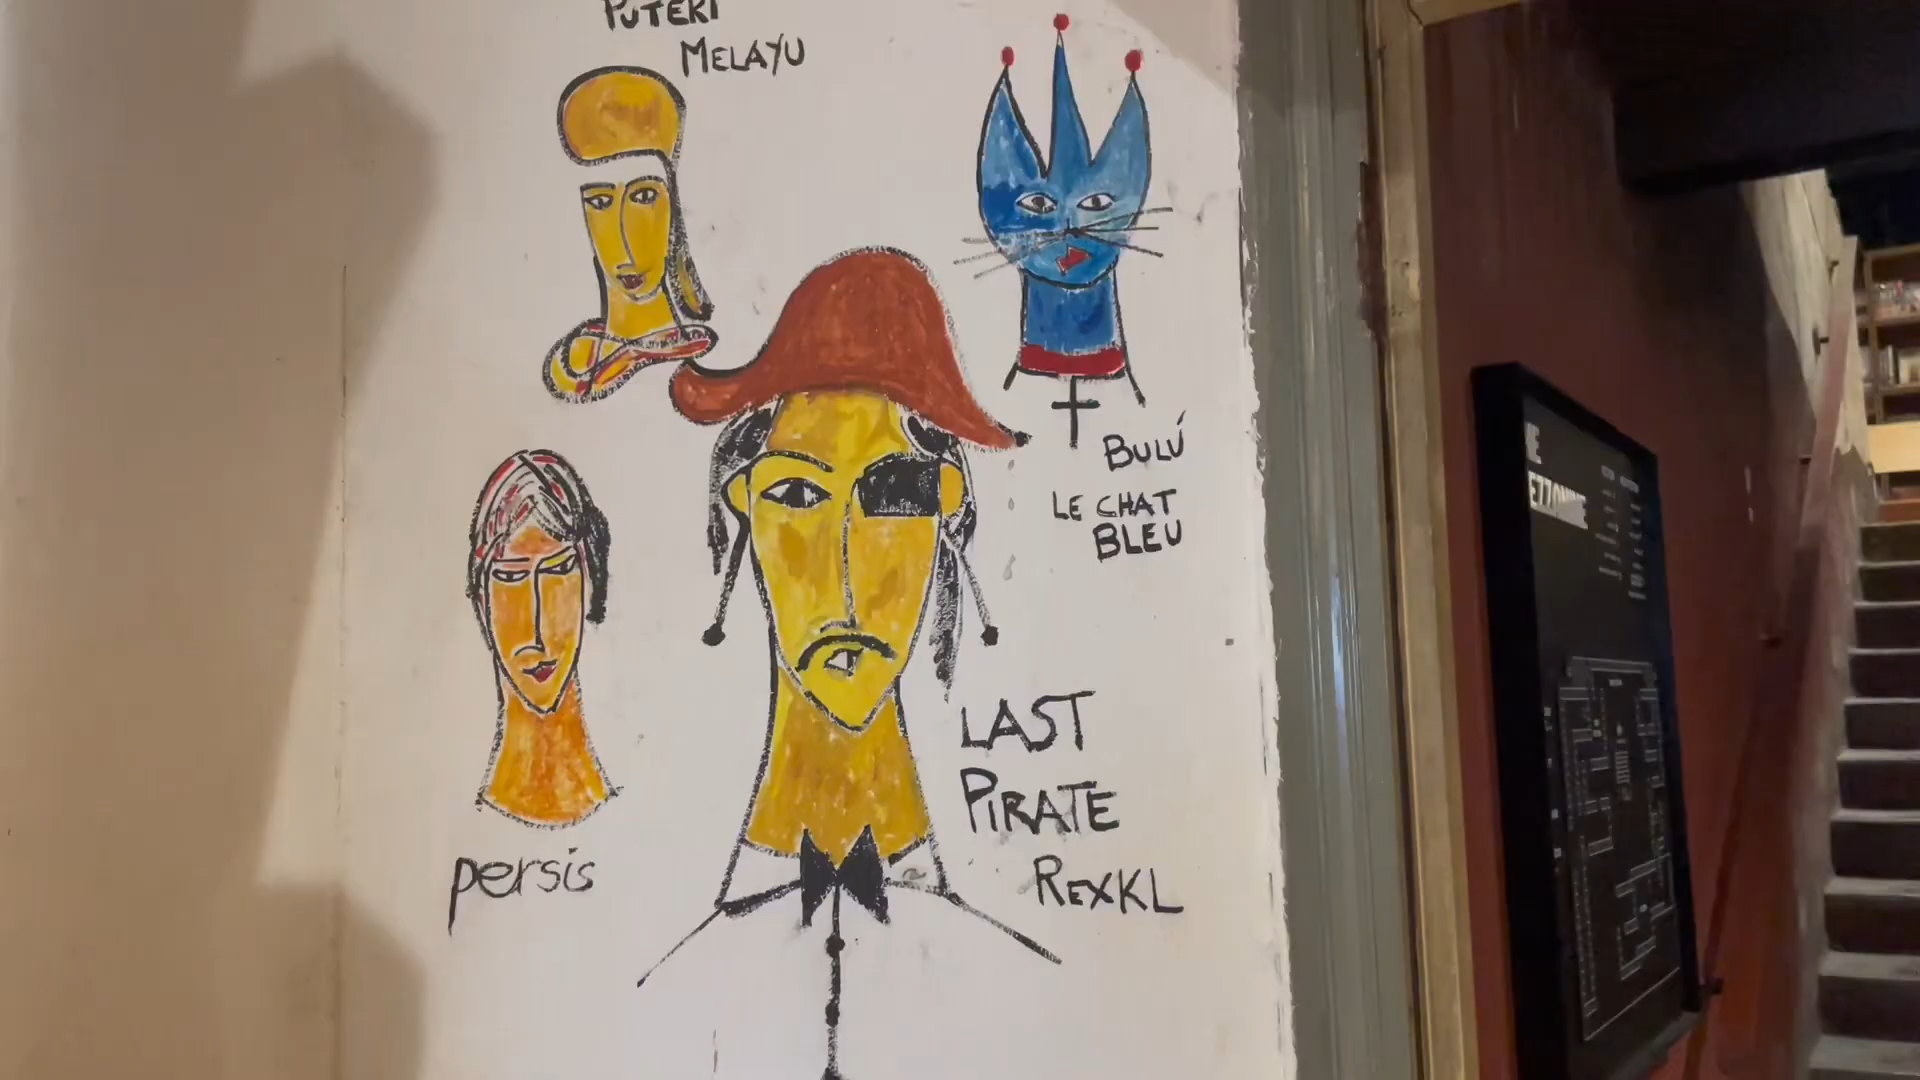 PUTERI
MELAYU
BULÚ
LE CHAT
BLEU
LAST
PIRATE
REXKL
persis